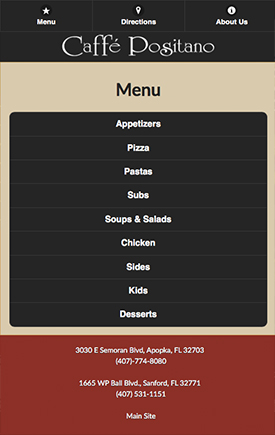 Menu
Directions
About Us
Caffé Positano
Menu
Appetizers
Pizza
Pastas
Subs
Soups & Salads
Chicken
Sides
Kids
Desserts
3030 E Semoran Blvd, Apopka, FL 32703
(407)-774-8080
1665 WP Ball Blvd., Sanford, FL 32771
(407) 531-1151
Main Site